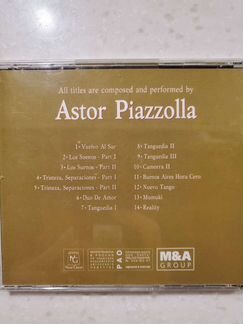 All titles are composed and performed by
Astor Piazzolla
1• Vuelvo Al Sur
2• Los Suenos - Part I
3• Los Suenos - Part II
4• Tristeza, Separaciones - Part I
5• Tristeza, Separaciones - Part II
6• Duo De Amor
7• Tanguedia I
8• Tanguedia II
9• Tanguedia III
10• Camorra II
11• Buenos Aires Hora Cero
12• Nuevo Tango
13• Mumuki
14• Reality
PAO
M&A
GROUP